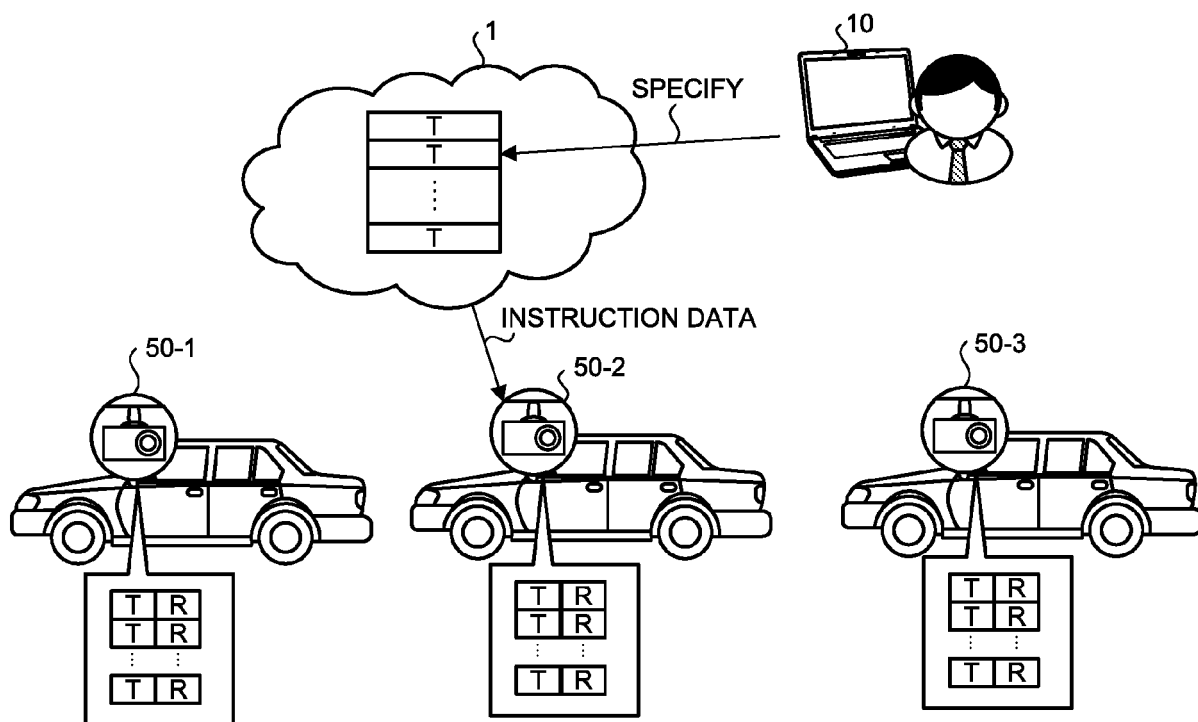 1
10
SPECIFY
T
T
⋮
T
INSTRUCTION DATA
50-1
50-2
50-3
T R
T R
⋮ ⋮
T R
T R
T R
⋮ ⋮
T R
T R
T R
⋮ ⋮
T R